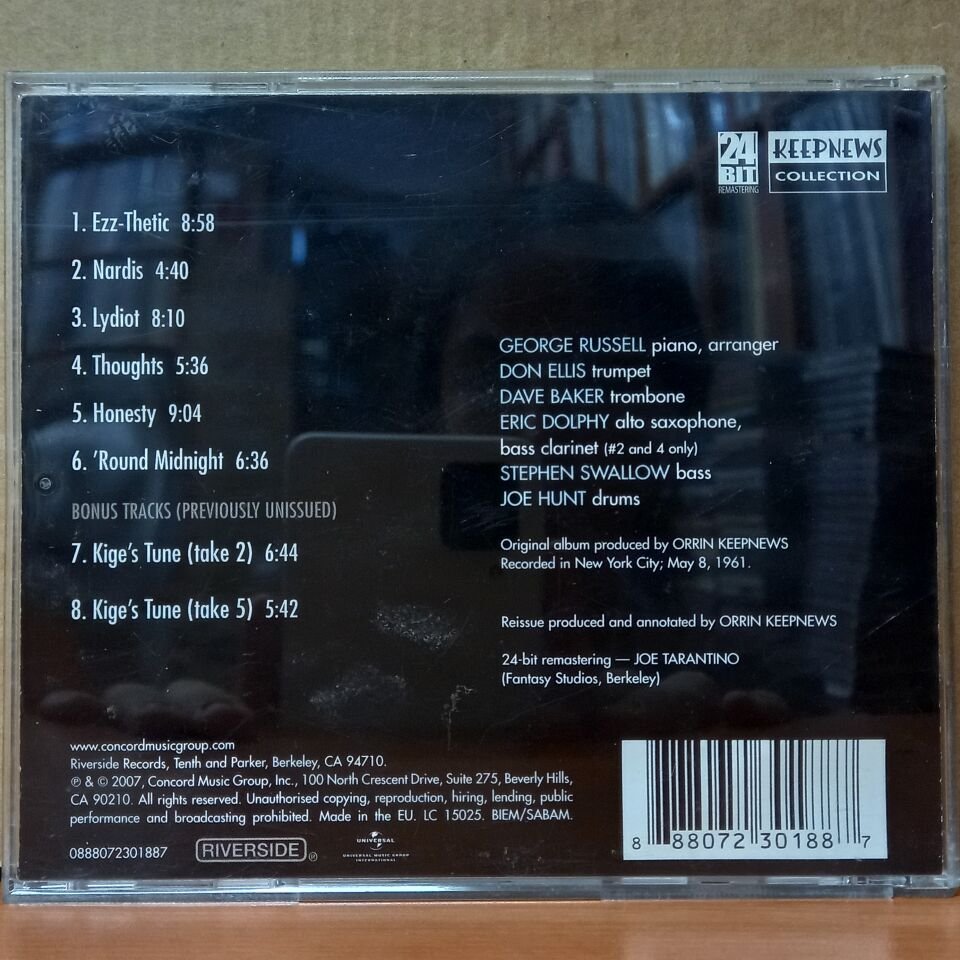 24
BIT
REMASTERING
KEEPNEWS
COLLECTION
1. Ezz-Thetic 8:58
2. Nardis 4:40
3. Lydiot 8:10
4. Thoughts 5:36
5. Honesty 9:04
6. ’Round Midnight 6:36
BONUS TRACKS (PREVIOUSLY UNISSUED)
7. Kige’s Tune (take 2) 6:44
8. Kige’s Tune (take 5) 5:42
GEORGE RUSSELL piano, arranger
DON ELLIS trumpet
DAVE BAKER trombone
ERIC DOLPHY alto saxophone,
bass clarinet (#2 and 4 only)
STEPHEN SWALLOW bass
JOE HUNT drums
Original album produced by ORRIN KEEPNEWS
Recorded in New York City; May 8, 1961.
Reissue produced and annotated by ORRIN KEEPNEWS
24-bit remastering — JOE TARANTINO
(Fantasy Studios, Berkeley)
www.concordmusicgroup.com
Riverside Records, Tenth and Parker, Berkeley, CA 94710.
℗ & © 2007, Concord Music Group, Inc., 100 North Crescent Drive, Suite 275, Beverly Hills,
CA 90210. All rights reserved. Unauthorised copying, reproduction, hiring, lending, public
performance and broadcasting prohibited. Made in the EU. LC 15025. BIEM/SABAM.
0888072301887
RIVERSIDE ℗
UNIVERSAL
UNIVERSAL MUSIC GROUP
INTERNATIONAL
8 88072 30188 7